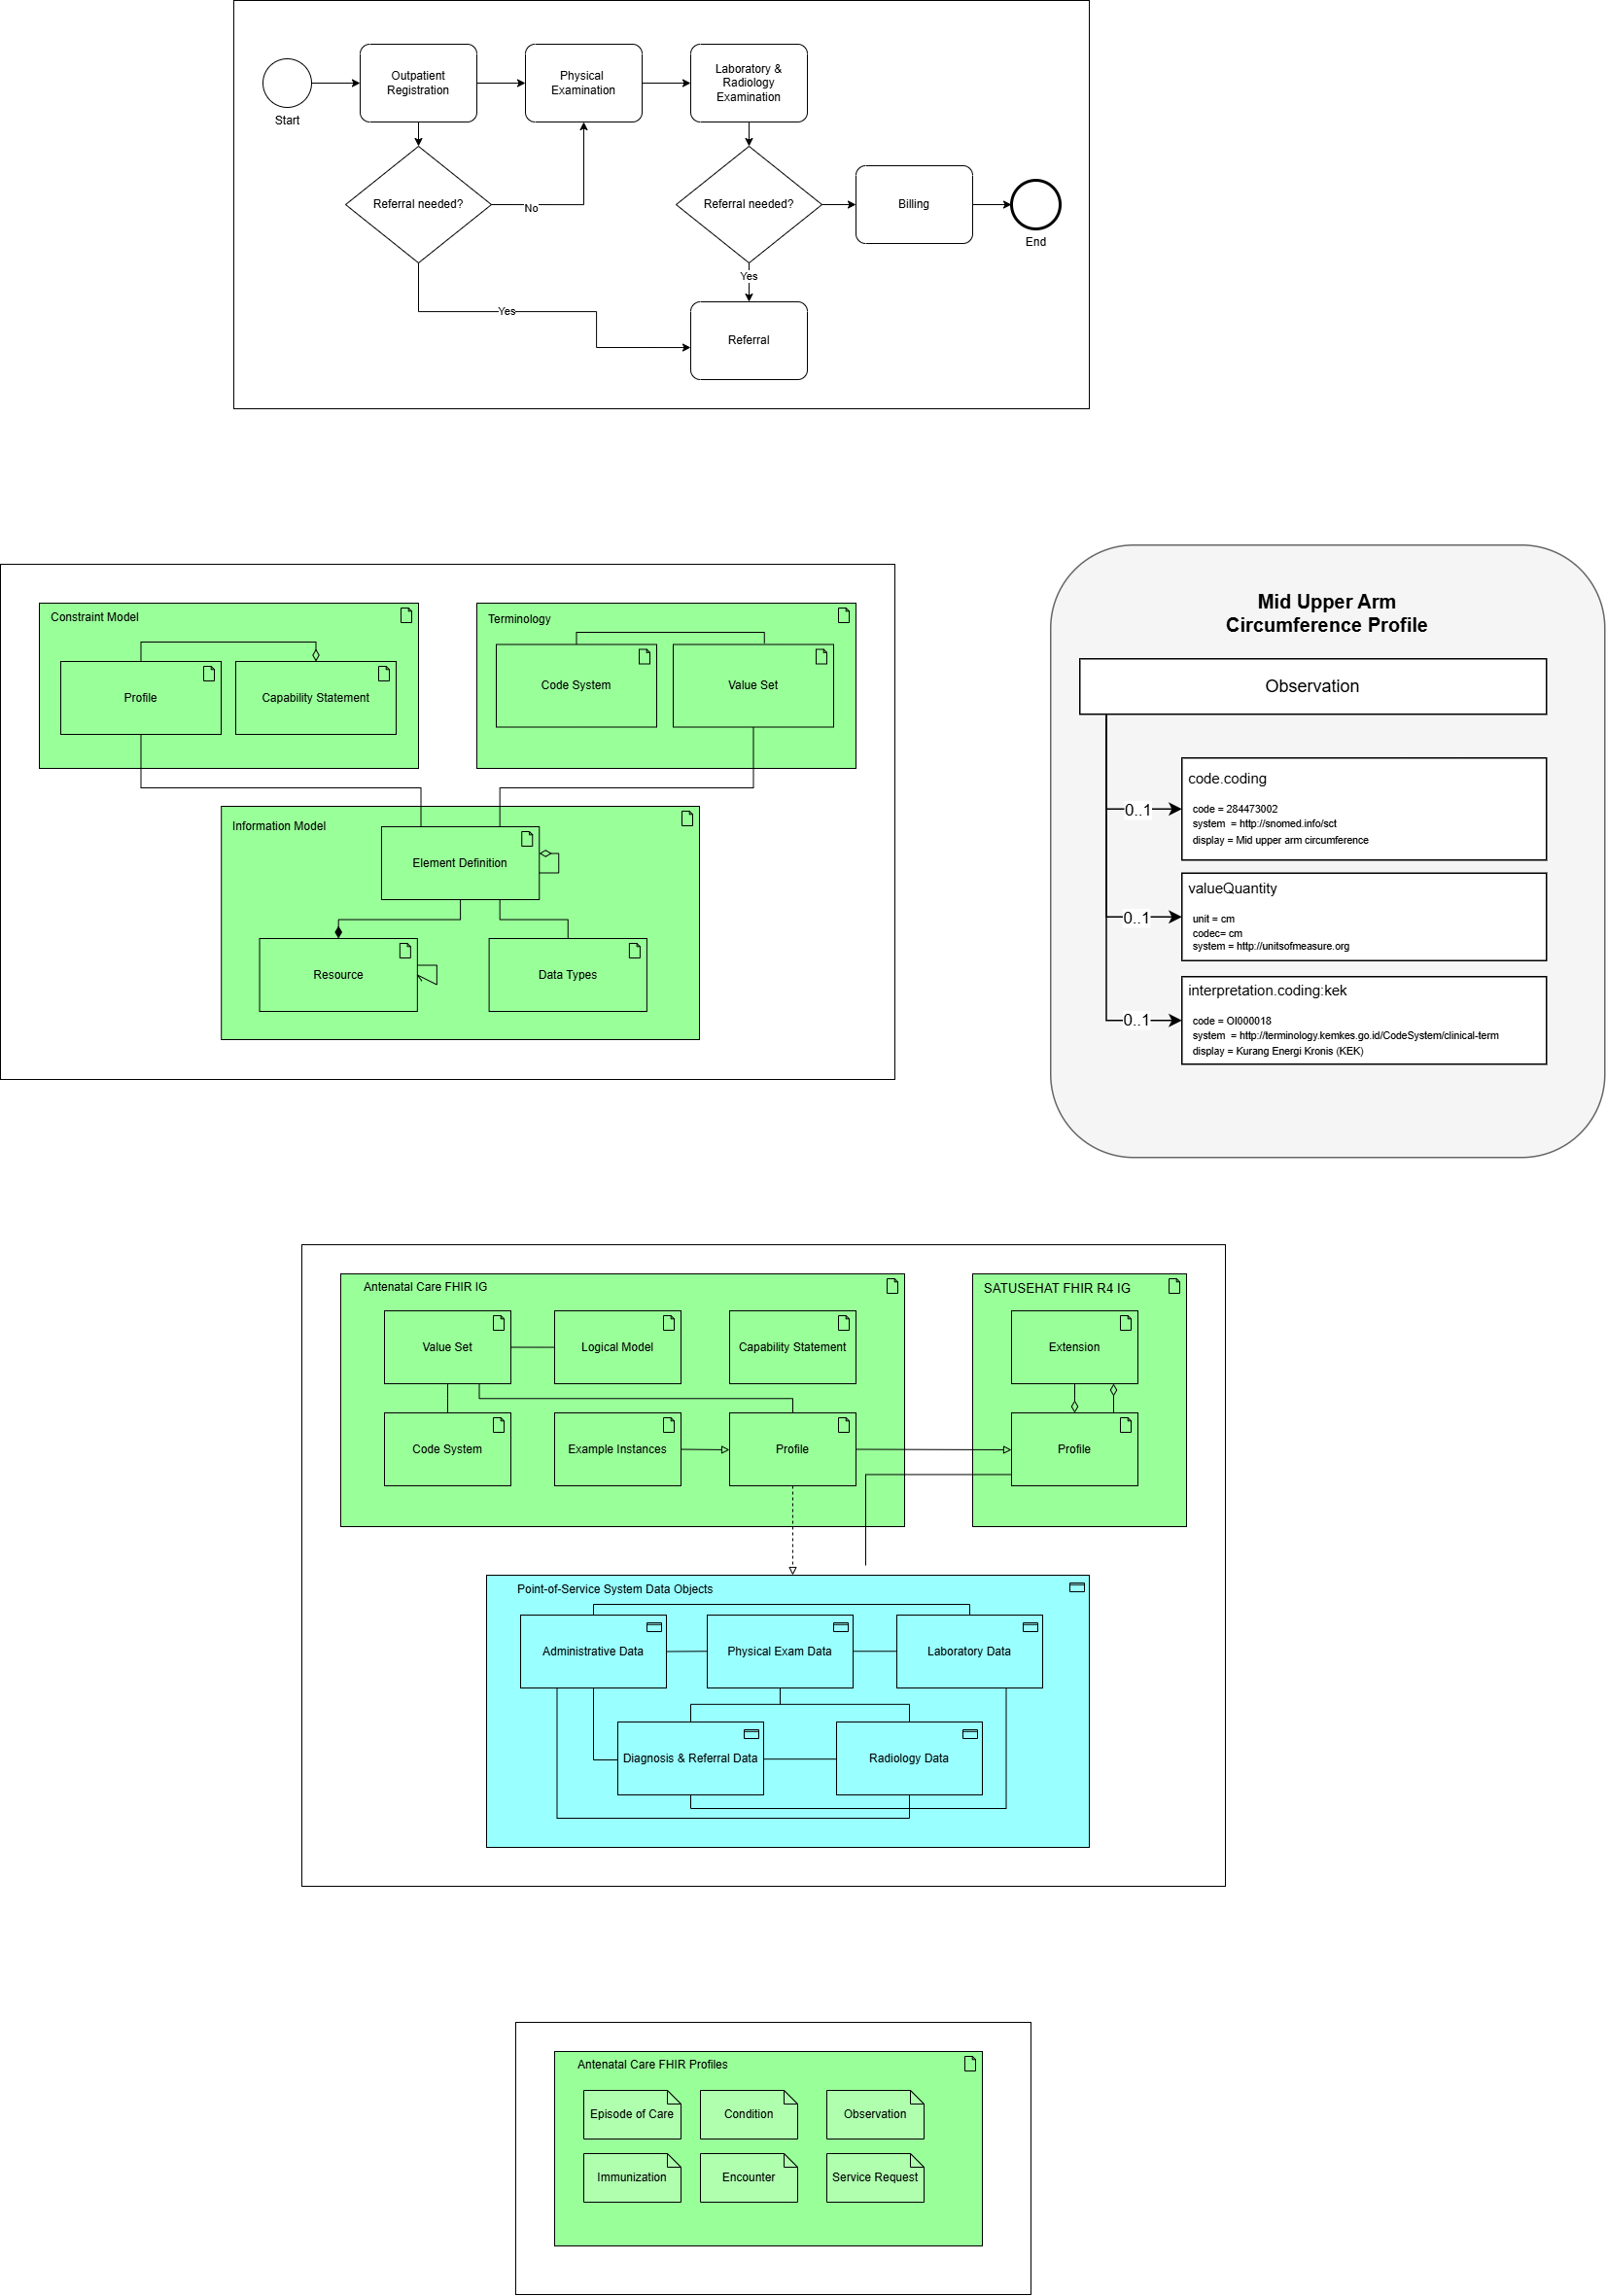 Outpatient
Registration
Physical
Examination
Laboratory &
Radiology
Examination
Start
Referral needed?
No
Referral needed?
Billing
End
Yes
Yes
Referral
Constraint Model
Profile
Capability Statement
Terminology
Code System
Value Set
Information Model
Element Definition
Resource
Data Types
Mid Upper Arm
Circumference Profile
Observation
0..1
code.coding
code = 284473002
system = http://snomed.info/sct
display = Mid upper arm circumference
0..1
valueQuantity
unit = cm
codec= cm
system = http://unitsofmeasure.org
0..1
interpretation.coding:kek
code = OI000018
system = http://terminology.kemkes.go.id/CodeSystem/clinical-term
display = Kurang Energi Kronis (KEK)
Antenatal Care FHIR IG
Value Set
Logical Model
Capability Statement
Code System
Example Instances
Profile
SATUSEHAT FHIR R4 IG
Extension
Profile
Point-of-Service System Data Objects
Administrative Data
Physical Exam Data
Laboratory Data
Diagnosis & Referral Data
Radiology Data
Antenatal Care FHIR Profiles
Episode of Care
Condition
Observation
Immunization
Encounter
Service Request